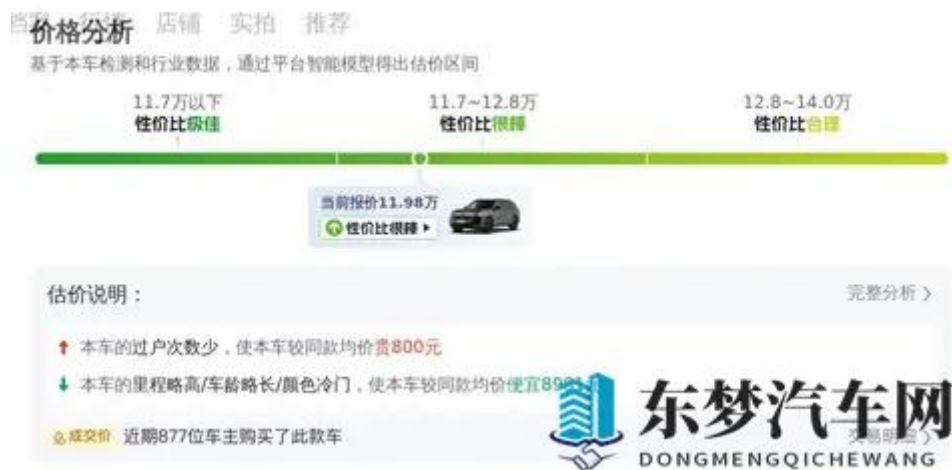 店铺 实拍 推荐
价格分析
基于本车检测和行业数据，通过平台智能模型得出估价区间
11.7万以下 11.7~12.8万 12.8~14.0万
性价比极佳 性价比很棒 性价比合理
当前报价11.98万
性价比很棒
估价说明： 完整分析
本车的过户次数少，使本车较同款均价贵800元
本车的里程略高/车龄略长/颜色冷门，使本车较同款均价便宜
成交价 近期877位车主购买了此款车
东梦汽车网
DONGMENGQICHEWANG